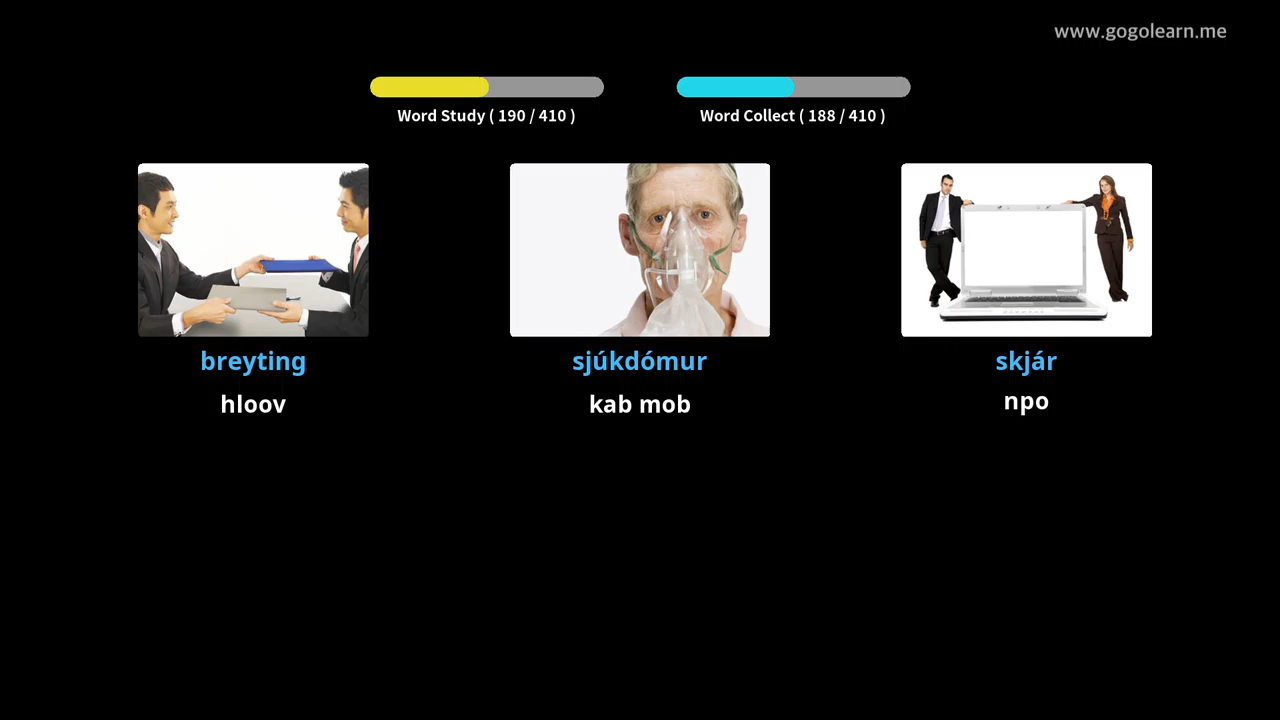 www.gogolearn.me
Word Study ( 190 / 410 )
Word Collect ( 188 / 410 )
breyting
sjúkdómur
skjár
hloov
kab mob
npo